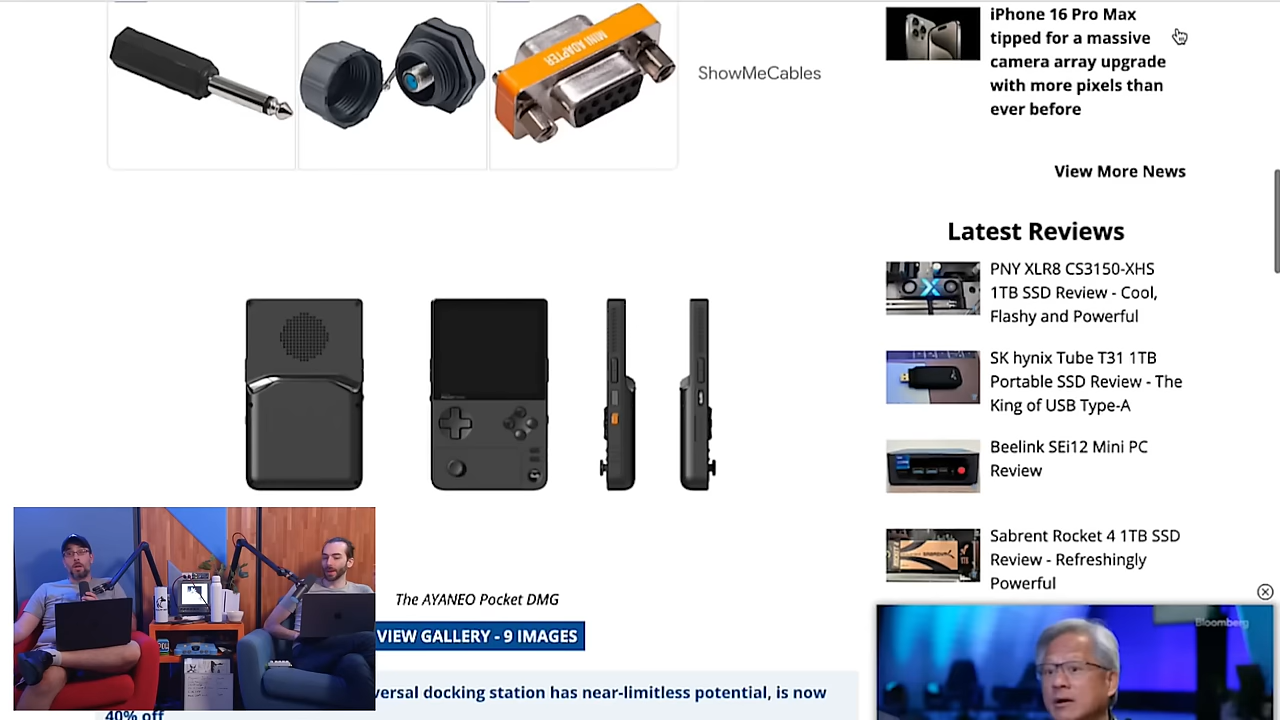 MINI ADAPTER
ShowMeCables
iPhone 16 Pro Max
tipped for a massive
camera array upgrade
with more pixels than
ever before
View More News
Latest Reviews
PNY XLR8 CS3150-XHS
1TB SSD Review - Cool,
Flashy and Powerful
SK hynix Tube T31 1TB
Portable SSD Review - The
King of USB Type-A
Beelink SEi12 Mini PC
Review
Sabrent Rocket 4 1TB SSD
Review - Refreshingly
Powerful
The AYANEO Pocket DMG
VIEW GALLERY - 9 IMAGES
versal docking station has near-limitless potential, is now
40% off
Bloomberg